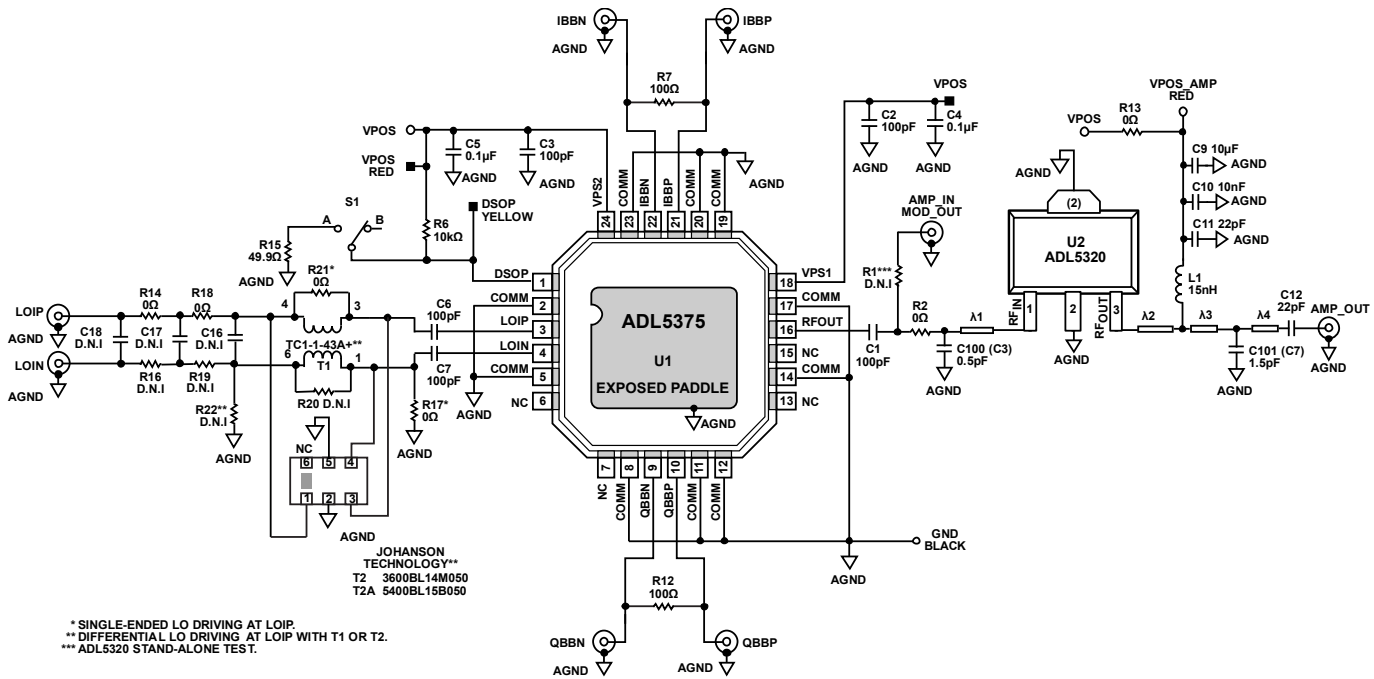 IBBN
IBBP
AGND
AGND
R7
100Ω
VPOS
VPOS
RED
C5
0.1µF
C3
100pF
AGND
AGND
VPS2
COMM
IBBN
IBBP
COMM
COMM
AGND
24
23
22
21
20
19
VPOS
C2
100pF
C4
0.1µF
AGND
AGND
VPOS_AMP
RED
R13
0Ω
VPOS
C9 10µF
AGND
C10 10nF
AGND
C11 22pF
AGND
L1
15nH
AGND
(2)
U2
ADL5320
RFIN
1
2
RFOUT
3
AGND
S1
A
B
R15
49.9Ω
AGND
R6
10kΩ
DSOP
YELLOW
AMP_IN
MOD_OUT
AGND
R1***
D.N.I
R2
0Ω
C1
100pF
C100 (C3)
0.5pF
AGND
λ1
λ2
λ3
λ4
C101 (C7)
1.5pF
AGND
C12
22pF
AMP_OUT
AGND
LOIP
AGND
LOIN
AGND
C18
D.N.I
R14
0Ω
C17
D.N.I
R18
0Ω
C16
D.N.I
R16
D.N.I
R19
D.N.I
R22**
D.N.I
AGND
R21*
0Ω
4
3
TC1-1-43A+**
6
T1
1
R20 D.N.I
C6
100pF
C7
100pF
R17*
0Ω
AGND
AGND
DSOP
1
COMM
2
LOIP
3
LOIN
4
COMM
5
NC
6
ADL5375
U1
EXPOSED PADDLE
AGND
18
VPS1
17
COMM
16
RFOUT
15
NC
14
COMM
13
NC
NC
6
5
4
1
2
3
AGND
JOHANSON
TECHNOLOGY**
T2 3600BL14M050
T2A 5400BL15B050
7
8
9
10
11
12
NC
COMM
QBBN
QBBP
COMM
COMM
GND
BLACK
AGND
R12
100Ω
QBBN
QBBP
AGND
AGND
* SINGLE-ENDED LO DRIVING AT LOIP.
** DIFFERENTIAL LO DRIVING AT LOIP WITH T1 OR T2.
*** ADL5320 STAND-ALONE TEST.